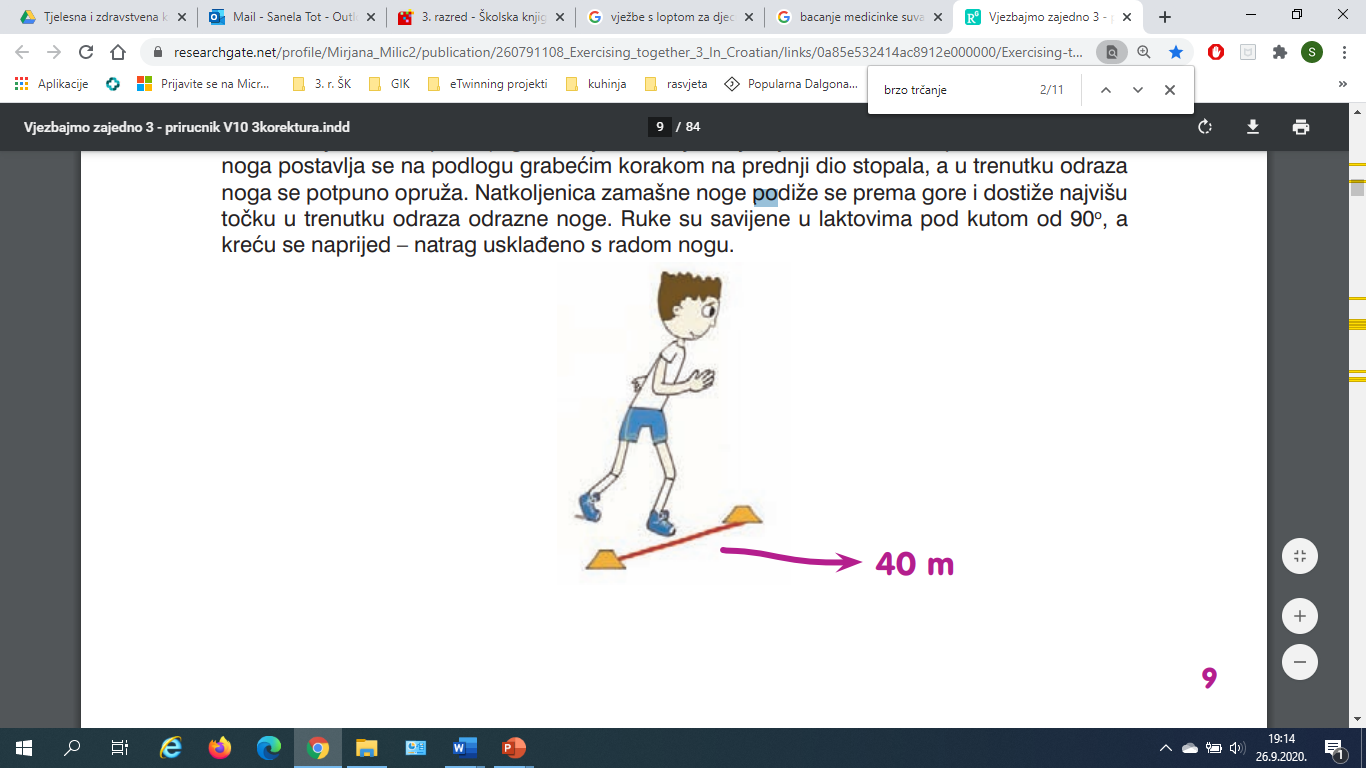 Tjelesna i zdravstvena k
Mail - Sanela Tot - Outl
3. razred - Školska knjig
vježbe s loptom za djec
bacanje medicinke suva
Vjezbajmo zajedno 3 - p
researchgate.net/profile/Mirjana_Milic2/publication/260791108_Exercising_together_3_In_Croatian/links/0a85e532414ac8912e000000/Exercising-t...
S
Aplikacije
Prijavite se na Micr...
3. r. ŠK
GIK
eTwinning projekti
kuhinja
rasvjeta
Popularna Dalgona...
»
brzo trčanje 2/11
Vjezbajmo zajedno 3 - prirucnik V10 3korektura.indd
9 / 84
noga postavlja se na podlogu grabećim korakom na prednji dio stopala, a u trenutku odraza
noga se potpuno opruža. Natkoljenica zamašne noge podiže se prema gore i dostiže najvišu
točku u trenutku odraza odrazne noge. Ruke su savijene u laktovima pod kutom od 90º, a
kreću se naprijed – natrag usklađeno s radom nogu.
40 m
9
19:14
26.9.2020.
1